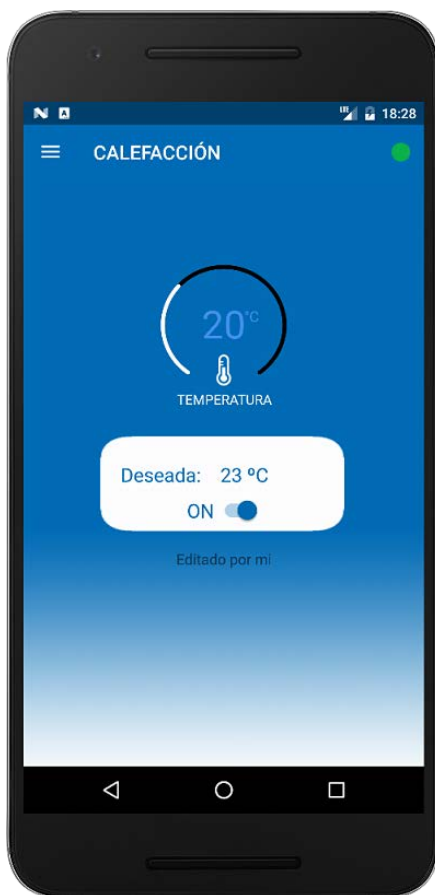 18:28
CALEFACCIÓN
20°C
TEMPERATURA
Deseada: 23 ºC
ON
Editado por mi